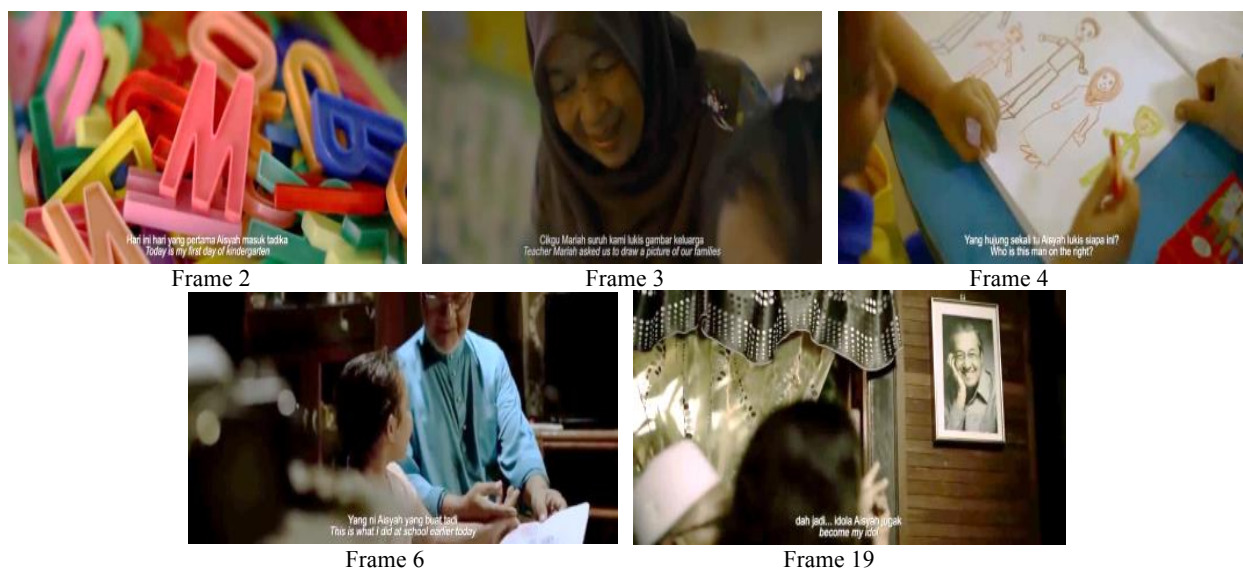 Hari ini hari yang pertama Aisyah masuk tadika
Today is my first day of kindergarten
Frame 2
Cikgu Mariah suruh kami lukis gambar keluarga
Teacher Mariah asked us to draw a picture of our families
Frame 3
Yang hujung sekali tu Aisyah lukis siapa ini?
Who is this man on the right?
Frame 4
Yang ni Aisyah yang buat tadi
This is what I did at school earlier today
Frame 6
dah jadi... idola Aisyah jugak
become my idol
Frame 19